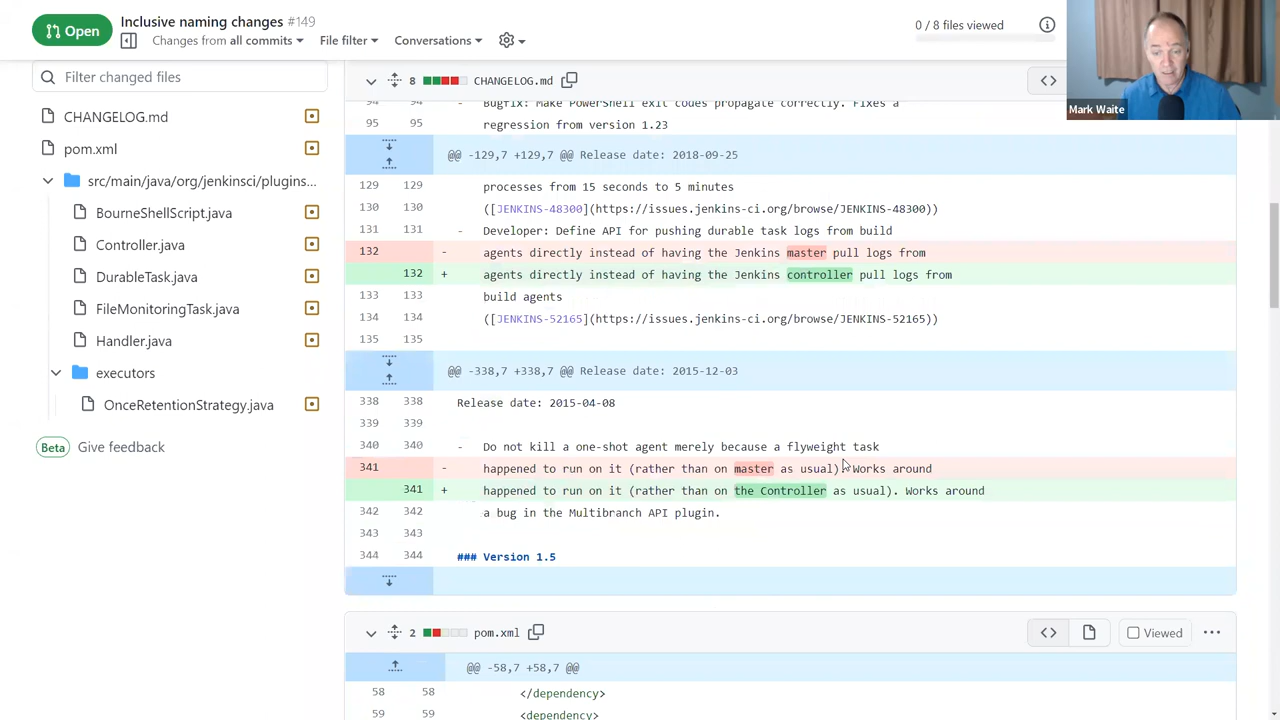 Open
Inclusive naming changes #149
Changes from all commits
File filter
Conversations
0 / 8 files viewed
Mark Waite
Filter changed files
CHANGELOG.md
pom.xml
src/main/java/org/jenkinsci/plugins...
BourneShellScript.java
Controller.java
DurableTask.java
FileMonitoringTask.java
Handler.java
executors
OnceRetentionStrategy.java
Beta Give feedback
8 CHANGELOG.md
94 94 - Bugfix: Make PowerShell exit codes propagate correctly. Fixes a
95 95 regression from version 1.23
@@ -129,7 +129,7 @@ Release date: 2018-09-25
129 129 processes from 15 seconds to 5 minutes
130 130 ([JENKINS-48300](https://issues.jenkins-ci.org/browse/JENKINS-48300))
131 131 - Developer: Define API for pushing durable task logs from build
132 - agents directly instead of having the Jenkins master pull logs from
132 + agents directly instead of having the Jenkins controller pull logs from
133 133 build agents
134 134 ([JENKINS-52165](https://issues.jenkins-ci.org/browse/JENKINS-52165))
135 135
@@ -338,7 +338,7 @@ Release date: 2015-12-03
338 338 Release date: 2015-04-08
339 339
340 340 - Do not kill a one-shot agent merely because a flyweight task
341 - happened to run on it (rather than on master as usual). Works around
341 + happened to run on it (rather than on the Controller as usual). Works around
342 342 a bug in the Multibranch API plugin.
343 343
344 344 ### Version 1.5
2 pom.xml
Viewed
@@ -58,7 +58,7 @@
58 58 </dependency>
59 59 <dependency>